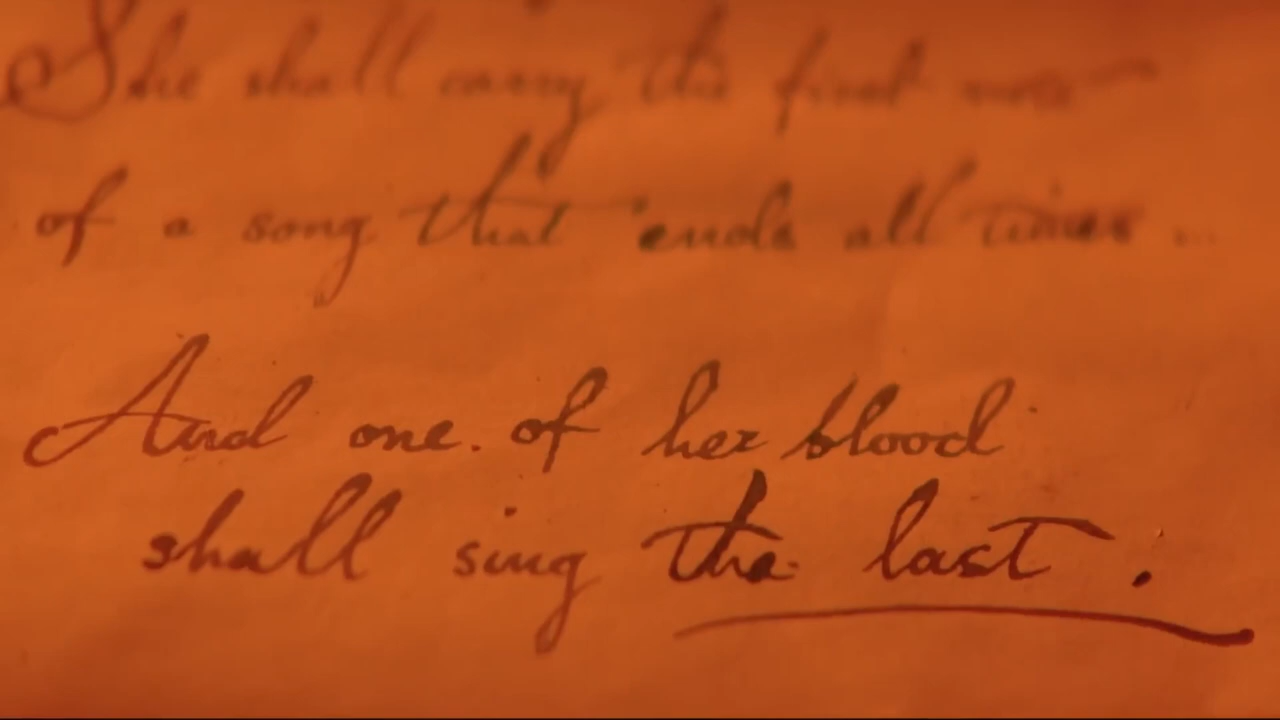 She shall carry the first
of a song that ends all times ...
And one of her blood
shall sing the last.